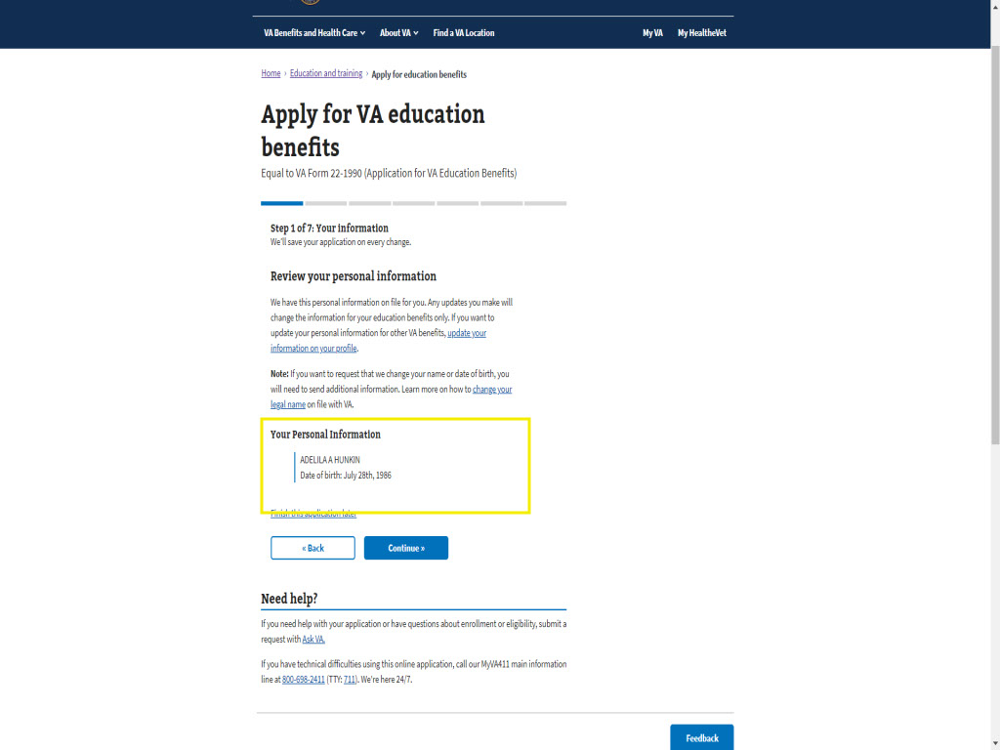 VA Benefits and Health Care About VA Find a VA Location My VA My HealtheVet
Home › Education and training › Apply for education benefits
Apply for VA education
benefits
Equal to VA Form 22-1990 (Application for VA Education Benefits)
Step 1 of 7: Your information
We'll save your application on every change.
Review your personal information
We have this personal information on file for you. Any updates you make will
change the information for your education benefits only. If you want to
update your personal information for other VA benefits, update your
information on your profile.
Note: If you want to request that we change your name or date of birth, you
will need to send additional information. Learn more on how to change your
legal name on file with VA.
Your Personal Information
ADELILA A HUNKIN
Date of birth: July 28th, 1986
Finish this application later
« Back Continue »
Need help?
If you need help with your application or have questions about enrollment or eligibility, submit a
request with Ask VA.
If you have technical difficulties using this online application, call our MyVA411 main information
line at 800-698-2411 (TTY: 711). We're here 24/7.
Feedback